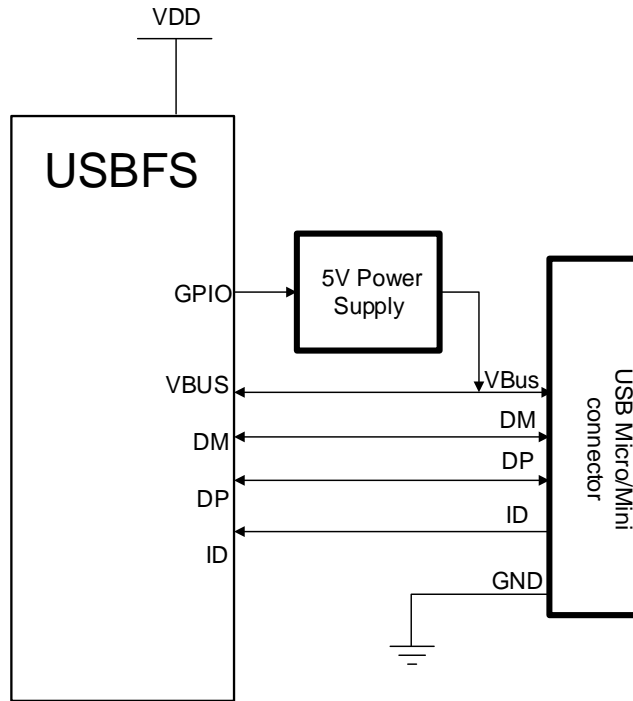 VDD
USBFS
GPIO
5V Power
Supply
VBUS
VBus
DM
DM
DP
DP
ID
ID
GND
USB Micro/Mini
connector